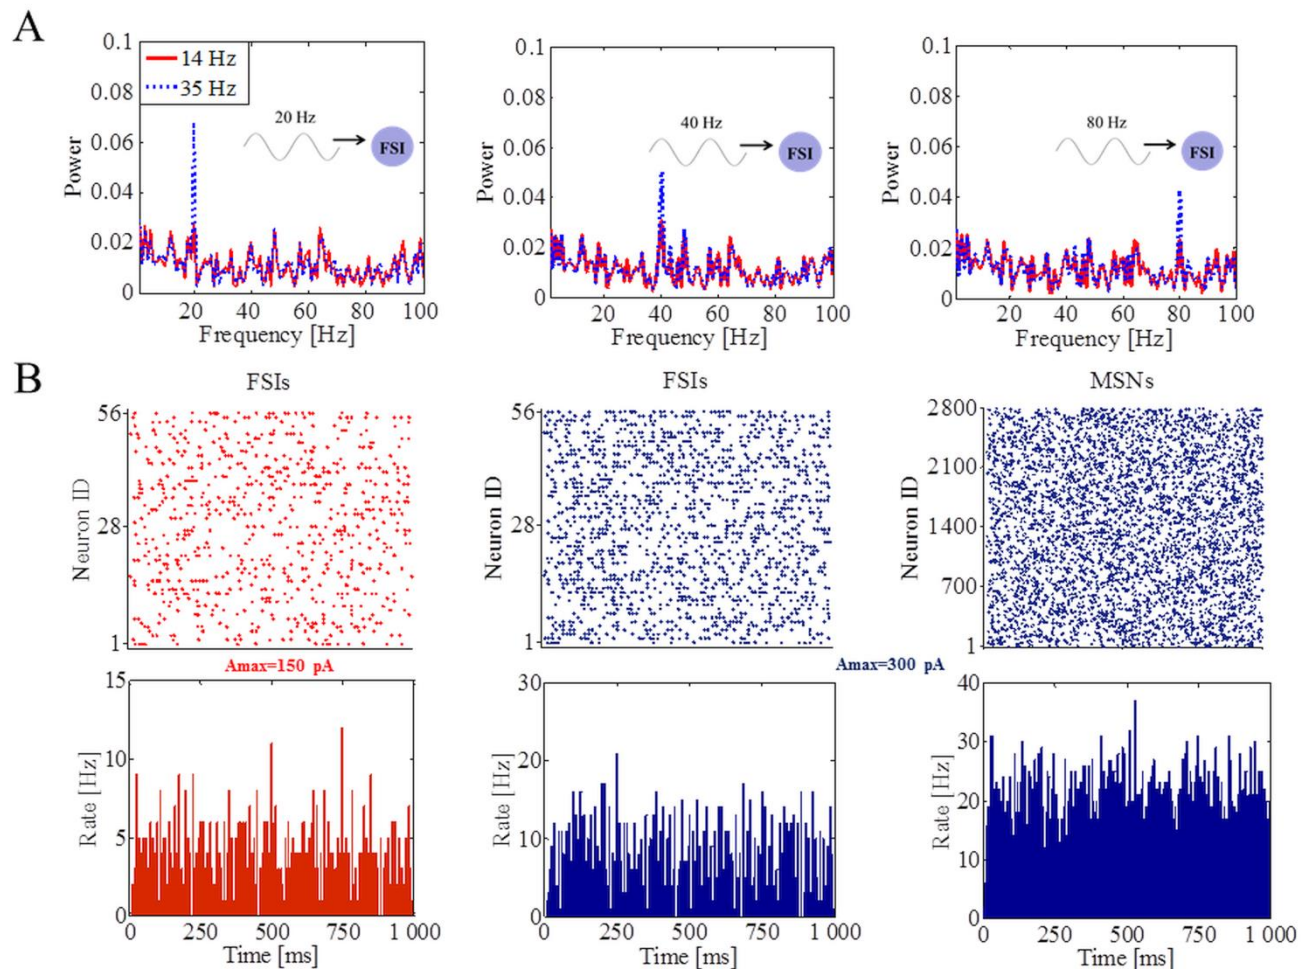 A
0.1
0.08
0.06
0.04
0.02
0
Power
14 Hz
35 Hz
20 Hz
FSI
20 40 60 80 100
Frequency [Hz]
0.1
0.08
0.06
0.04
0.02
0
Power
40 Hz
FSI
20 40 60 80 100
Frequency [Hz]
0.1
0.08
0.06
0.04
0.02
0
Power
80 Hz
FSI
20 40 60 80 100
Frequency [Hz]
B
FSIs
56
28
1
Neuron ID
FSIs
56
28
1
Neuron ID
MSNs
2800
2100
1400
700
1
Neuron ID
Amax=150 pA
Amax=300 pA
15
10
5
0
Rate [Hz]
0 250 500 750 1 000
Time [ms]
30
20
10
0
Rate [Hz]
0 250 500 750 1 000
Time [ms]
40
30
20
10
0
Rate [Hz]
0 250 500 750 1 000
Time [ms]